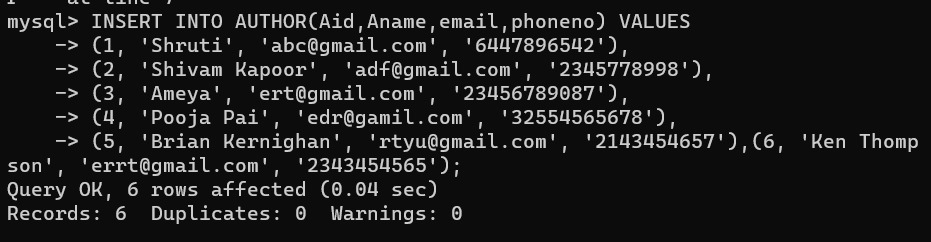 mysql> INSERT INTO AUTHOR(Aid,Aname,email,phoneno) VALUES
    -> (1, 'Shruti', 'abc@gmail.com', '6447896542'),
    -> (2, 'Shivam Kapoor', 'adf@gmail.com', '2345778998'),
    -> (3, 'Ameya', 'ert@gmail.com', '23456789087'),
    -> (4, 'Pooja Pai', 'edr@gamil.com', '32554565678'),
    -> (5, 'Brian Kernighan', 'rtyu@gmail.com', '2143454657'),(6, 'Ken Thomp
son', 'errt@gmail.com', '2343454565');
Query OK, 6 rows affected (0.04 sec)
Records: 6  Duplicates: 0  Warnings: 0